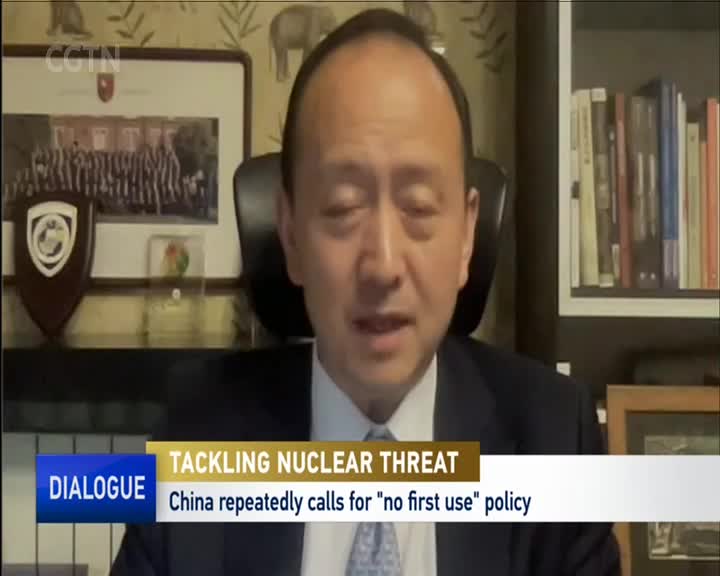 CGTN
TACKLING NUCLEAR THREAT
DIALOGUE
China repeatedly calls for "no first use" policy